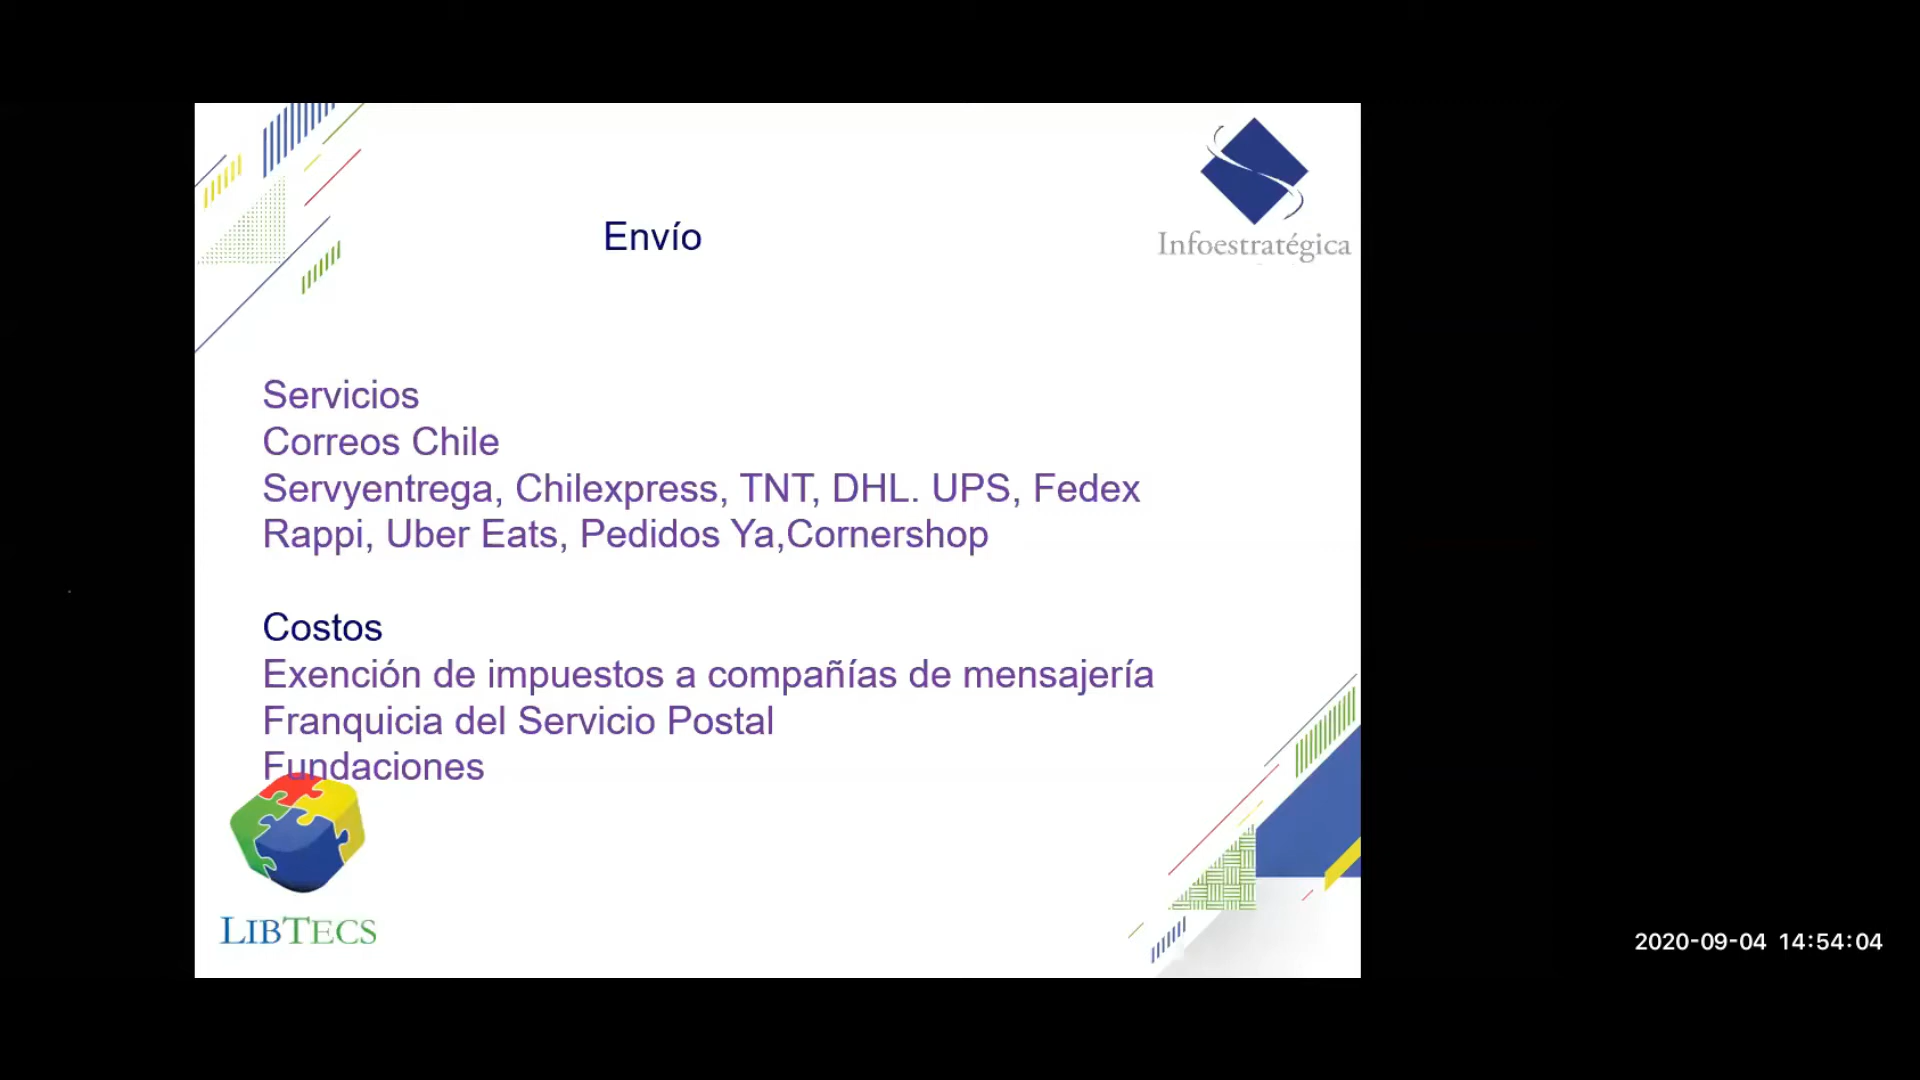 Envío
Infoestratégica
Servicios
Correos Chile
Servyentrega, Chilexpress, TNT, DHL. UPS, Fedex
Rappi, Uber Eats, Pedidos Ya,Cornershop
Costos
Exención de impuestos a compañías de mensajería
Franquicia del Servicio Postal
Fundaciones
LIBTECS
2020-09-04 14:54:04